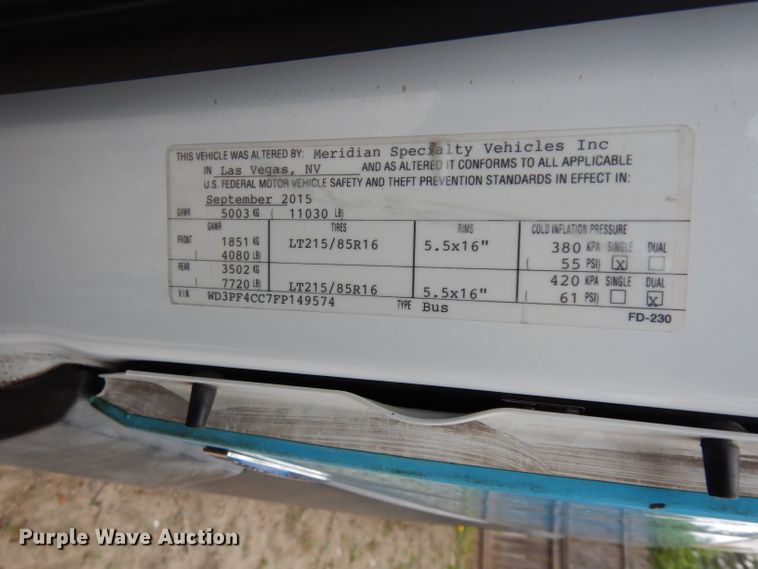 THIS VEHICLE WAS ALTERED BY: Meridian Specialty Vehicles Inc
IN Las Vegas, NV AND AS ALTERED IT CONFORMS TO ALL APPLICABLE
U.S. FEDERAL MOTOR VEHICLE SAFETY AND THEFT PREVENTION STANDARDS IN EFFECT IN:
September 2015
GVWR 5003 KG ( 11030 LB)
GAWR TIRES RIMS COLD INFLATION PRESSURE
FRONT 1851 KG LT215/85R16 5.5x16" 380 KPA SINGLE DUAL
( 4080 LB) ( 55 PSI) X
REAR 3502 KG 420 KPA SINGLE DUAL
( 7720 LB) LT215/85R16 5.5x16" ( 61 PSI) X
VIN WD3PF4CC7FP149574 TYPE Bus
FD-230
Purple Wave Auction